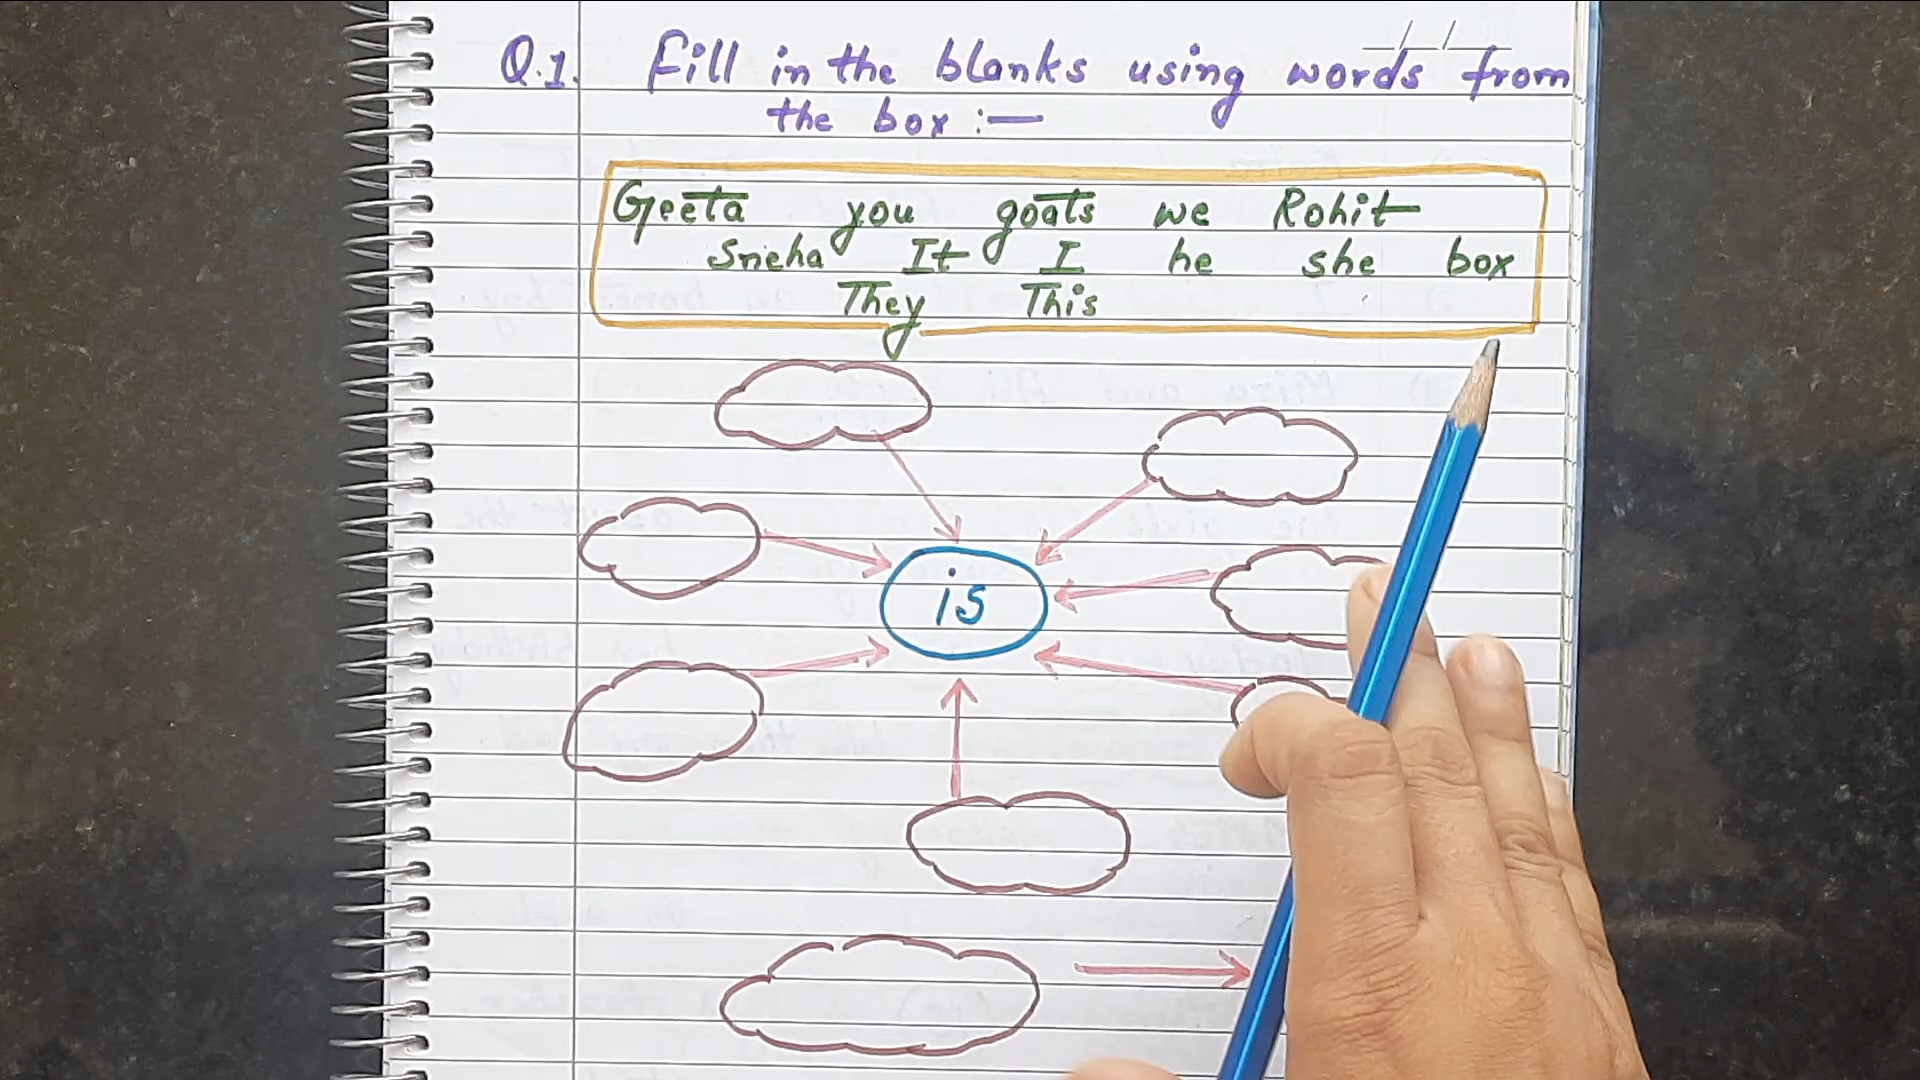 Q.1. Fill in the blanks using words from
the box :—
Geeta you goats we Rohit
Sneha It I he she box
They This
is